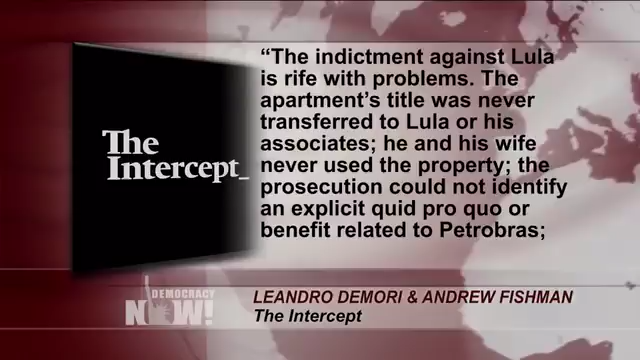 The
Intercept_
“The indictment against Lula
is rife with problems. The
apartment’s title was never
transferred to Lula or his
associates; he and his wife
never used the property; the
prosecution could not identify
an explicit quid pro quo or
benefit related to Petrobras;
DEMOCRACY
NOW!
LEANDRO DEMORI & ANDREW FISHMAN
The Intercept